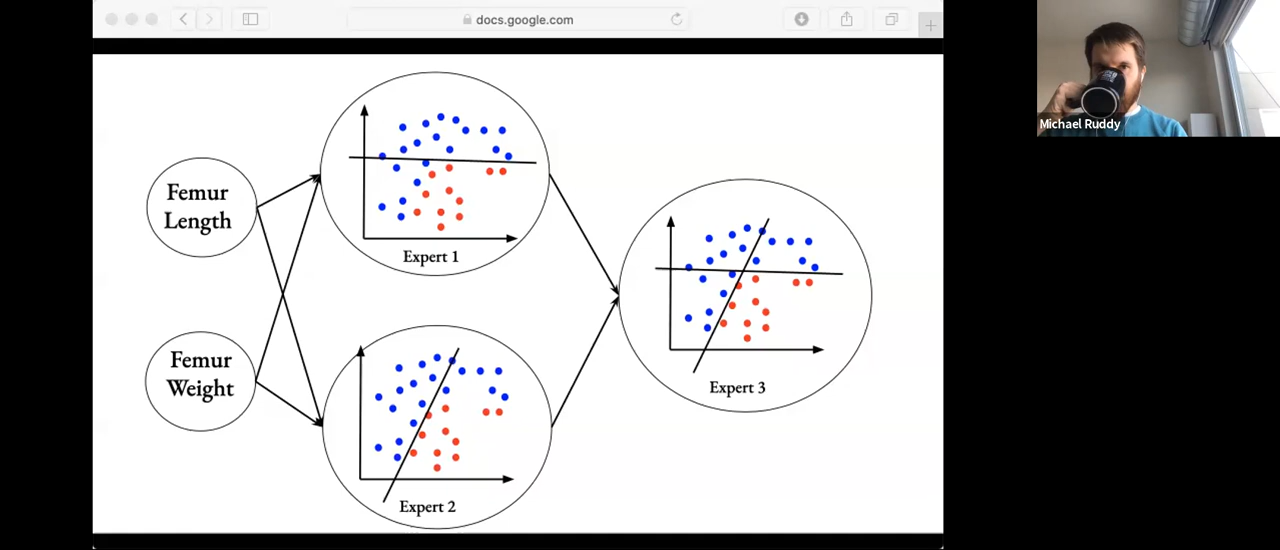 docs.google.com
Michael Ruddy
Femur
Length
Expert 1
Femur
Weight
Expert 2
Expert 3